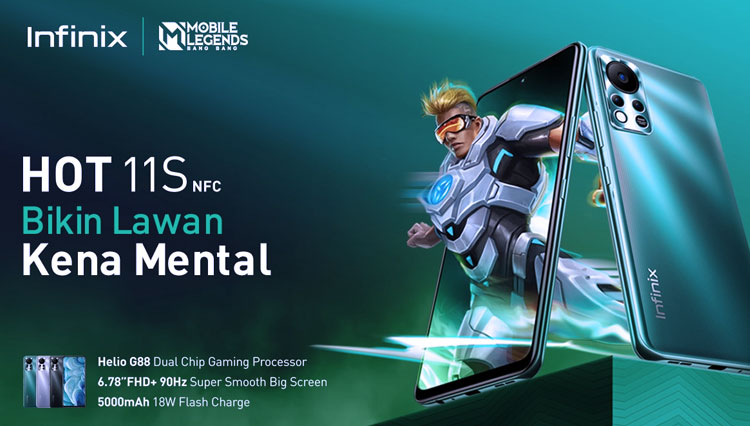 Infinix
MOBILE
LEGENDS
BANG BANG
HOT 11S NFC
Bikin Lawan
Kena Mental
Helio G88 Dual Chip Gaming Processor
6.78”FHD+ 90Hz Super Smooth Big Screen
5000mAh 18W Flash Charge
Infinix